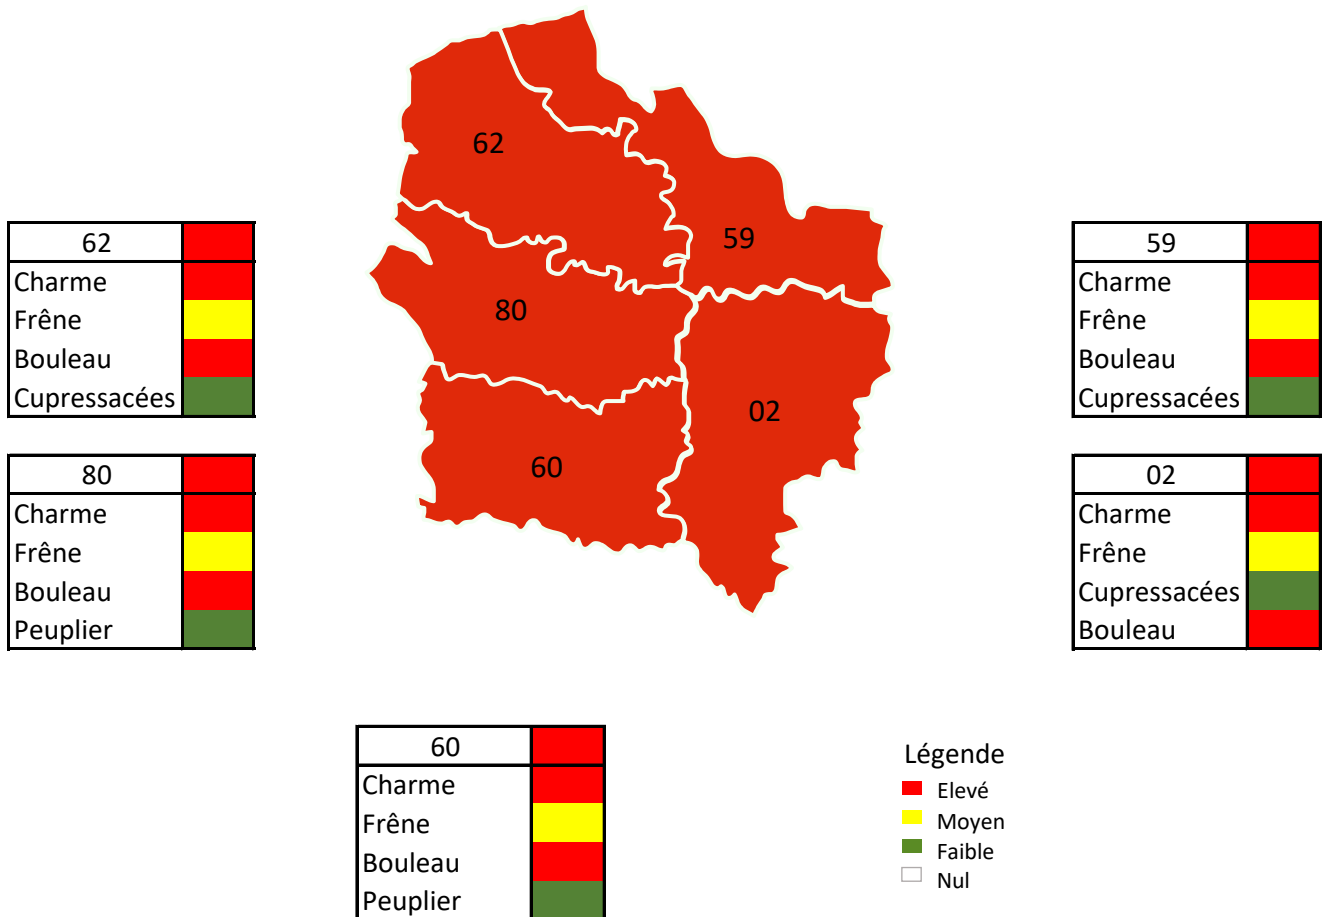 62
59
80
02
60
62
Charme
Frêne
Bouleau
Cupressacées
59
Charme
Frêne
Bouleau
Cupressacées
80
Charme
Frêne
Bouleau
Peuplier
02
Charme
Frêne
Cupressacées
Bouleau
60
Charme
Frêne
Bouleau
Peuplier
Légende
Elevé
Moyen
Faible
Nul